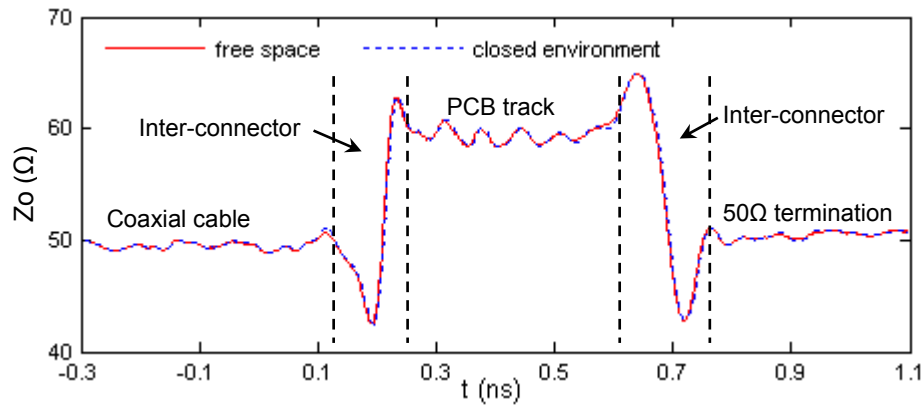 70
free space
closed environment
PCB track
Inter-connector
Inter-connector
60
Zo (Ω)
Coaxial cable
50Ω termination
50
40
-0.3
-0.1
0.1
0.3
0.5
0.7
0.9
1.1
t (ns)